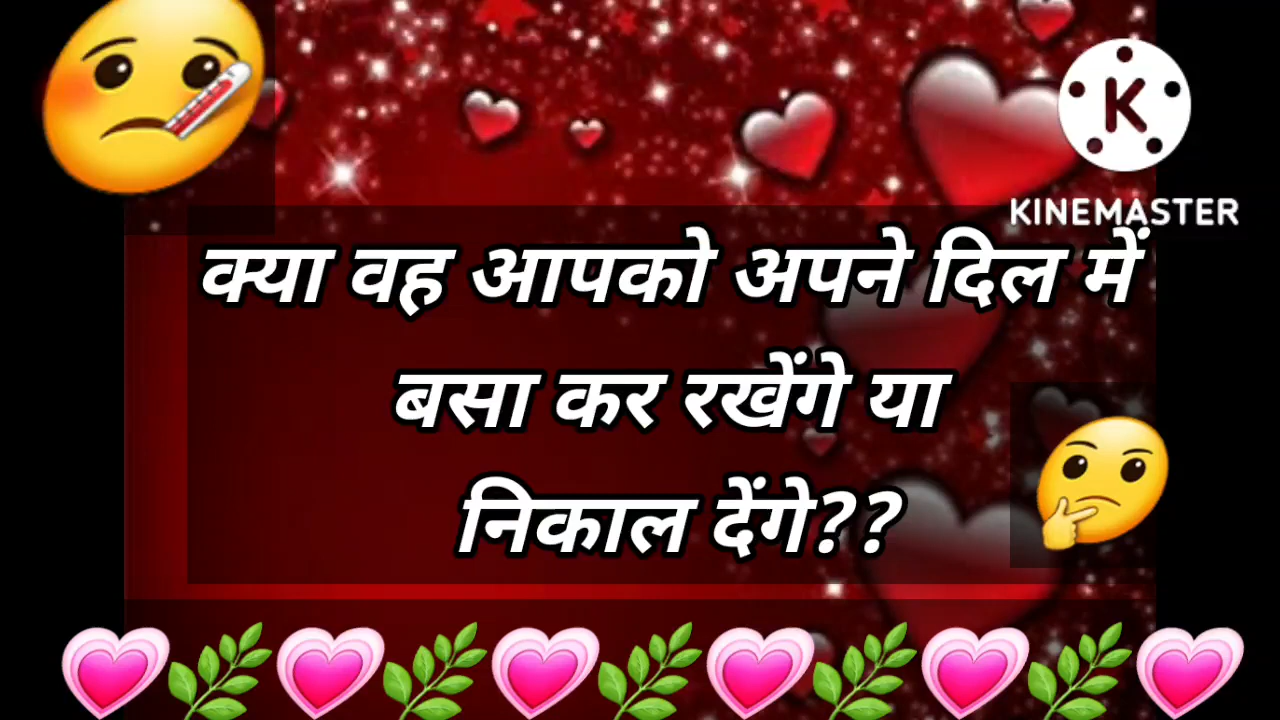 K
KINEMASTER
क्या वह आपको अपने दिल में
बसा कर रखेंगे या
निकाल देंगे??